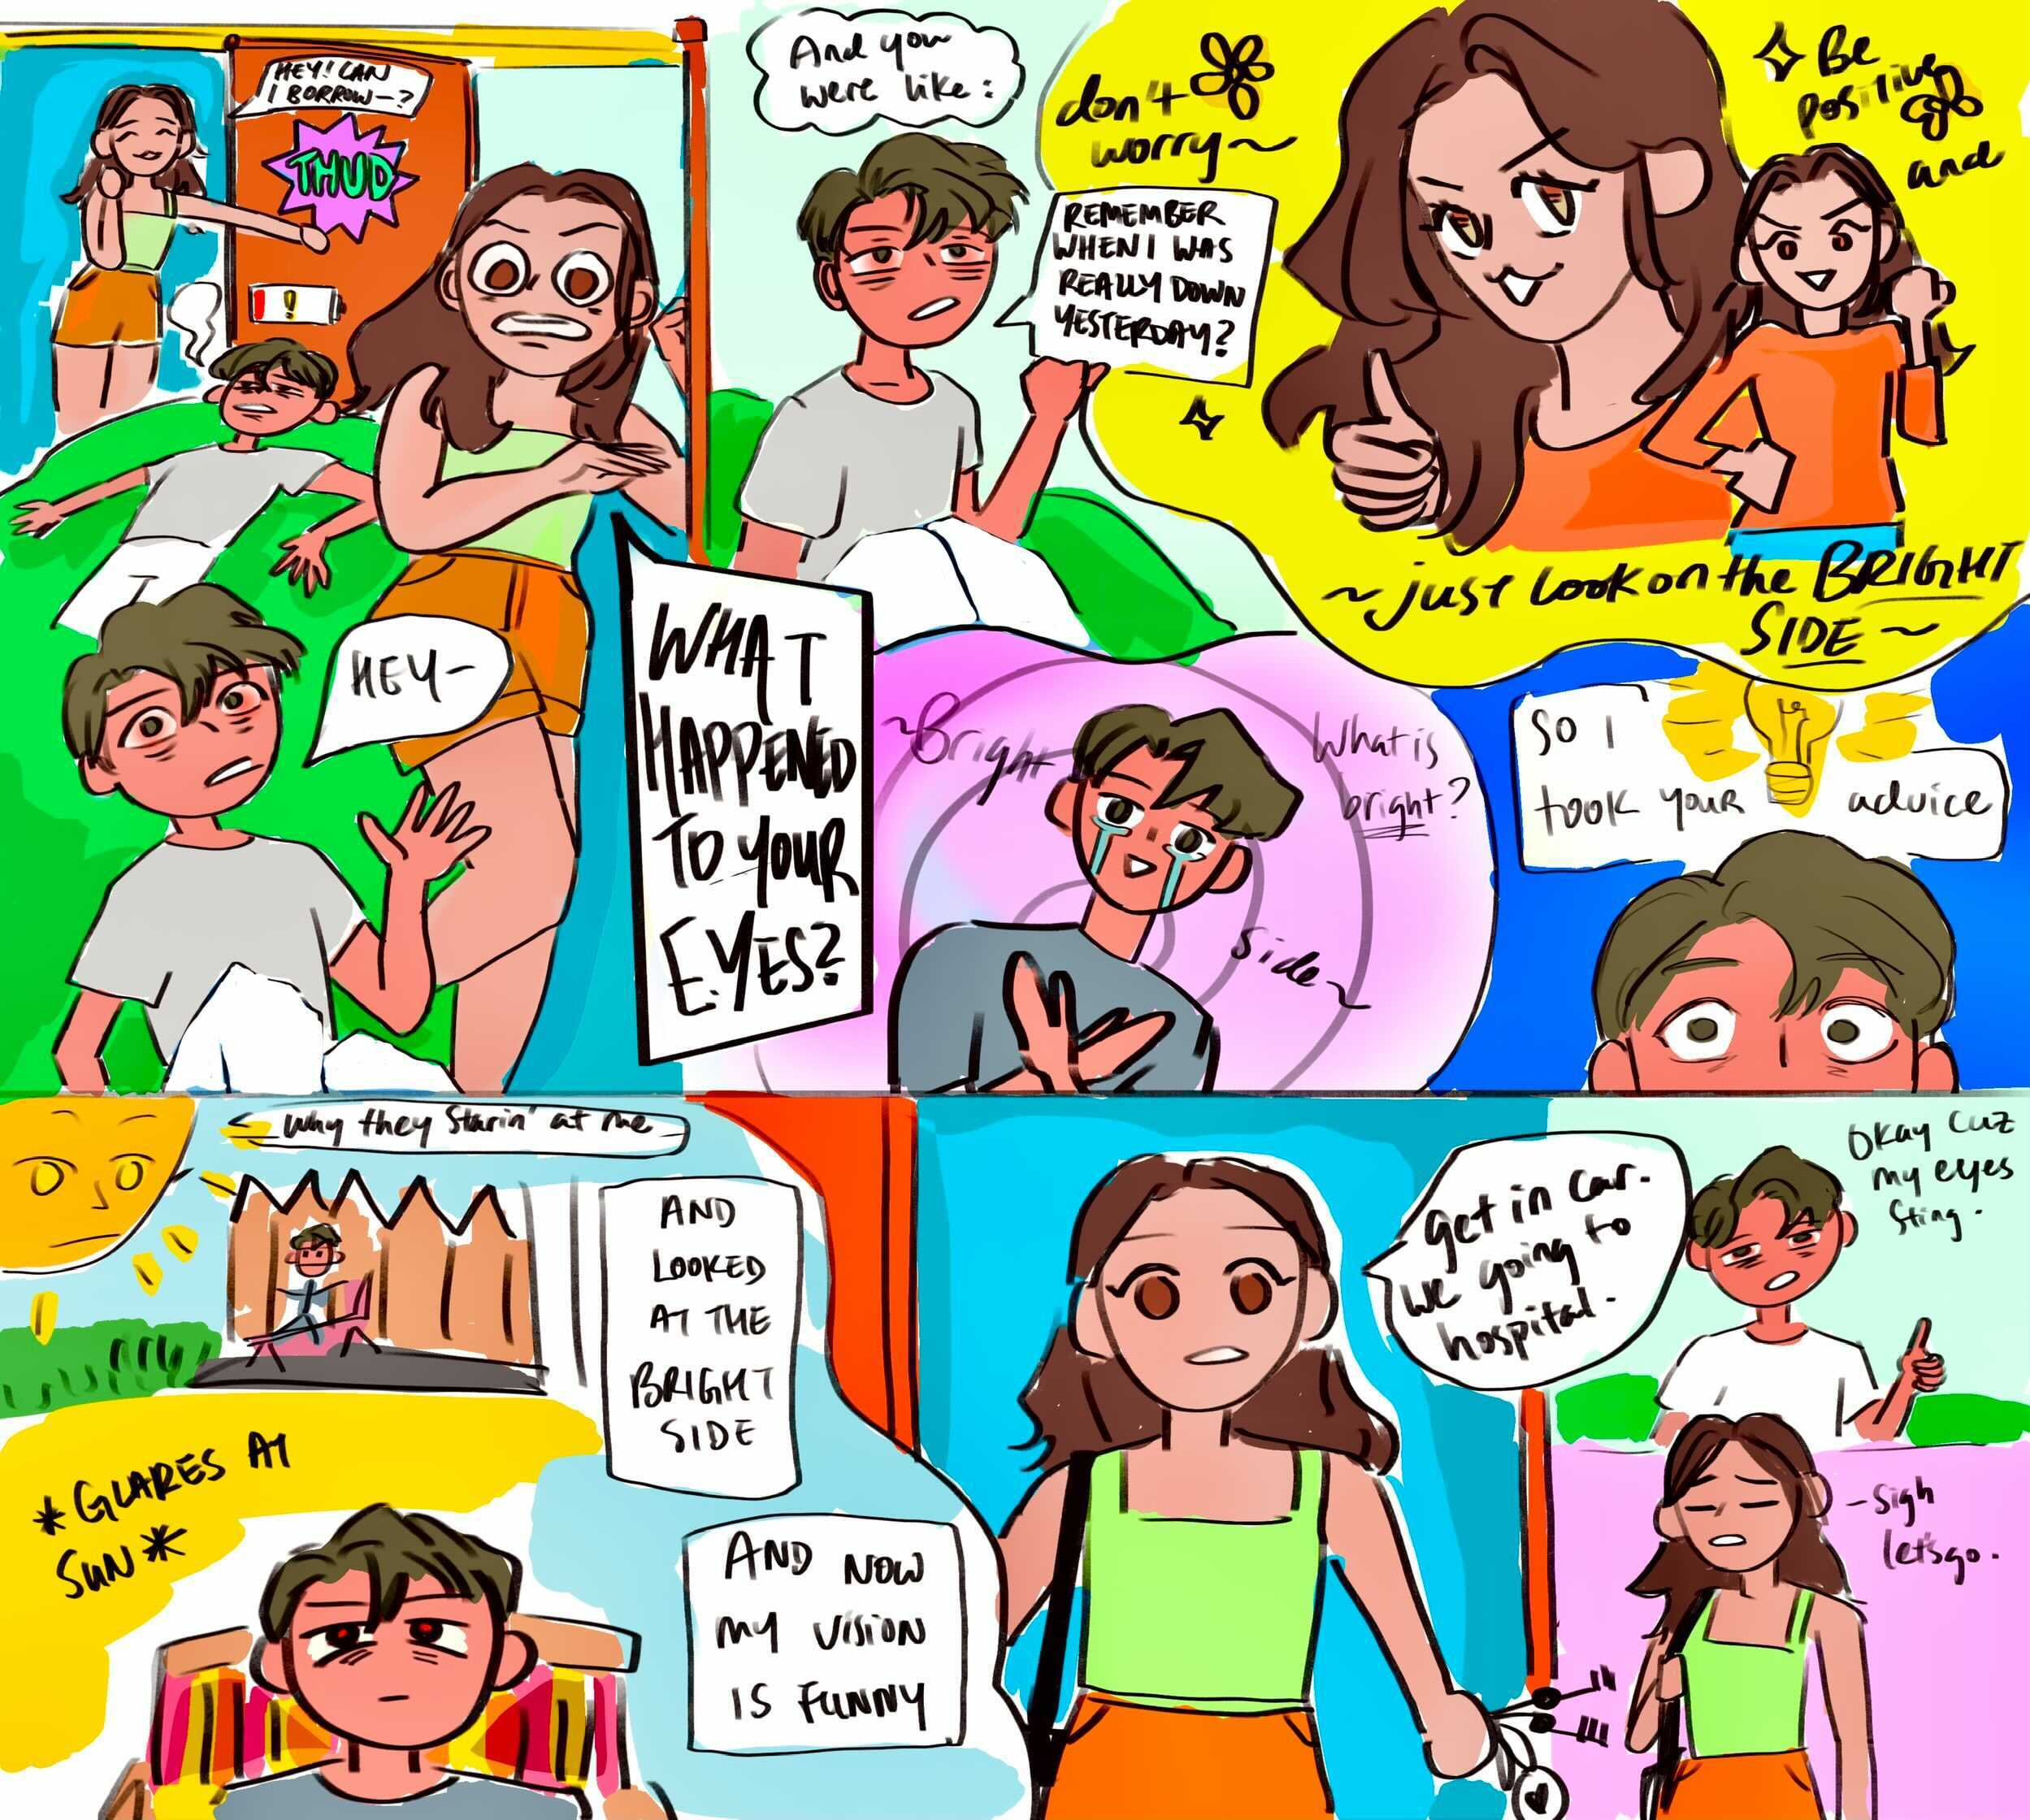 HEY! CAN
I BORROW—?
THUD
!
HEY—
WHAT
HAPPENED
TO YOUR
EYES?
And you
were like:
REMEMBER
WHEN I WAS
REALLY DOWN
YESTERDAY?
don't
worry~
Be
positive
and
~just look on the BRIGHT
SIDE~
~Bright
Side~
What is
bright?
SO I
took your advice
Why they Starin' at me
AND
LOOKED
AT THE
BRIGHT
SIDE
*GLARES AT
SUN*
AND NOW
MY VISION
IS FUNNY
get in car.
we going to
hospital.
Okay cuz
my eyes
Sting.
-Sigh
let's go.